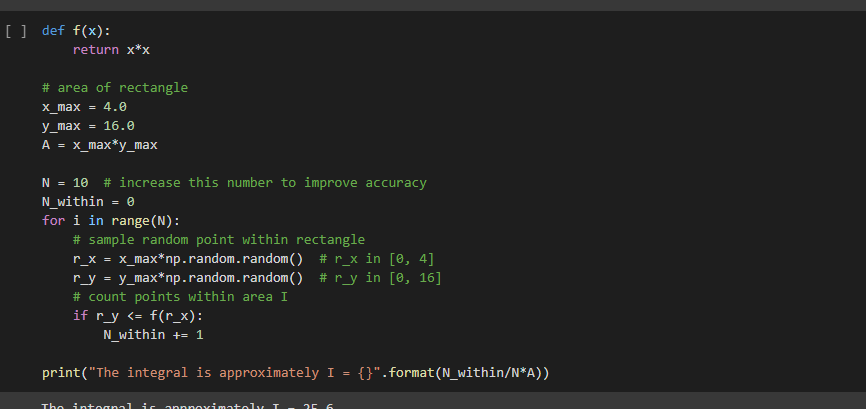 [ ] def f(x):
return x*x
# area of rectangle
x_max = 4.0
y_max = 16.0
A = x_max*y_max
N = 10  # increase this number to improve accuracy
N_within = 0
for i in range(N):
# sample random point within rectangle
r_x = x_max*np.random.random()  # r_x in [0, 4]
r_y = y_max*np.random.random()  # r_y in [0, 16]
# count points within area I
if r_y <= f(r_x):
N_within += 1
print("The integral is approximately I = {}".format(N_within/N*A))
The integral is approximately I = 25.6